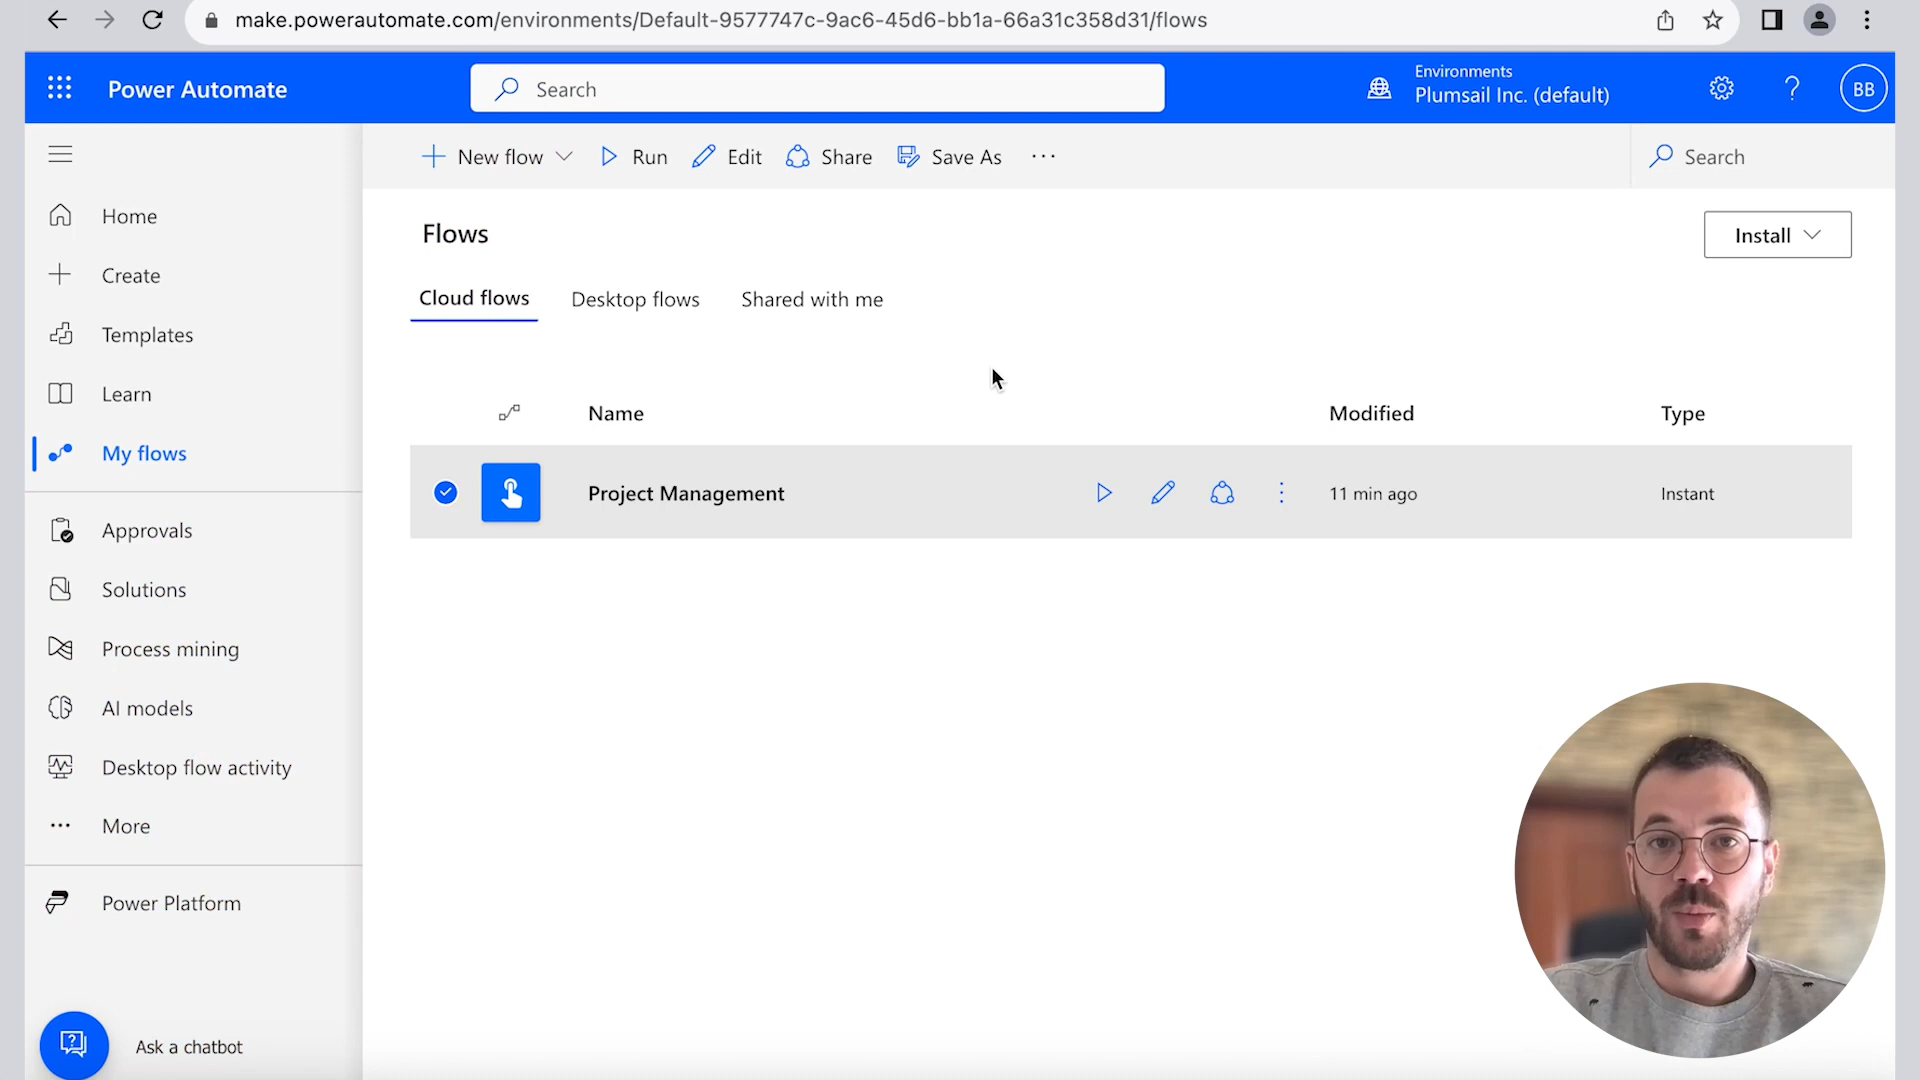 make.powerautomate.com/environments/Default-9577747c-9ac6-45d6-bb1a-66a31c358d31/flows
Power Automate
Search
Environments
Plumsail Inc. (default)
?
BB
New flow
Run
Edit
Share
Save As
Search
Home
Create
Templates
Learn
My flows
Approvals
Solutions
Process mining
AI models
Desktop flow activity
More
Power Platform
Ask a chatbot
Flows
Install
Cloud flows
Desktop flows
Shared with me
Name
Modified
Type
Project Management
11 min ago
Instant